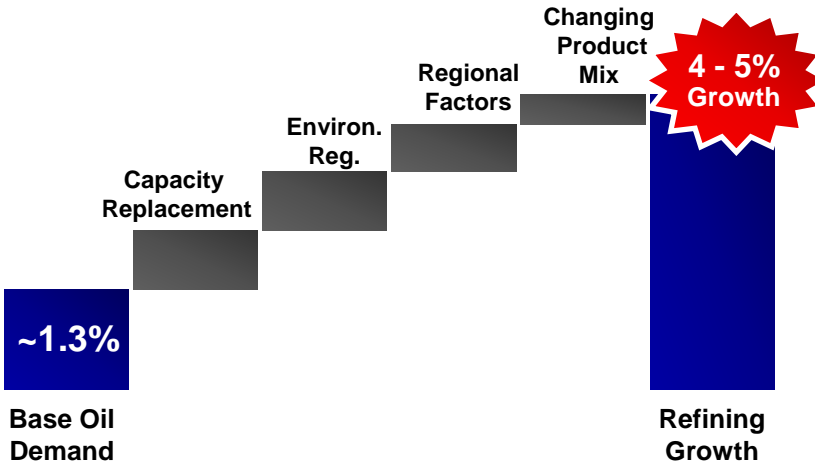 Changing
Product
Mix
4 - 5%
Growth
Regional
Factors
Environ.
Reg.
Capacity
Replacement
~1.3%
Base Oil
Demand
Refining
Growth